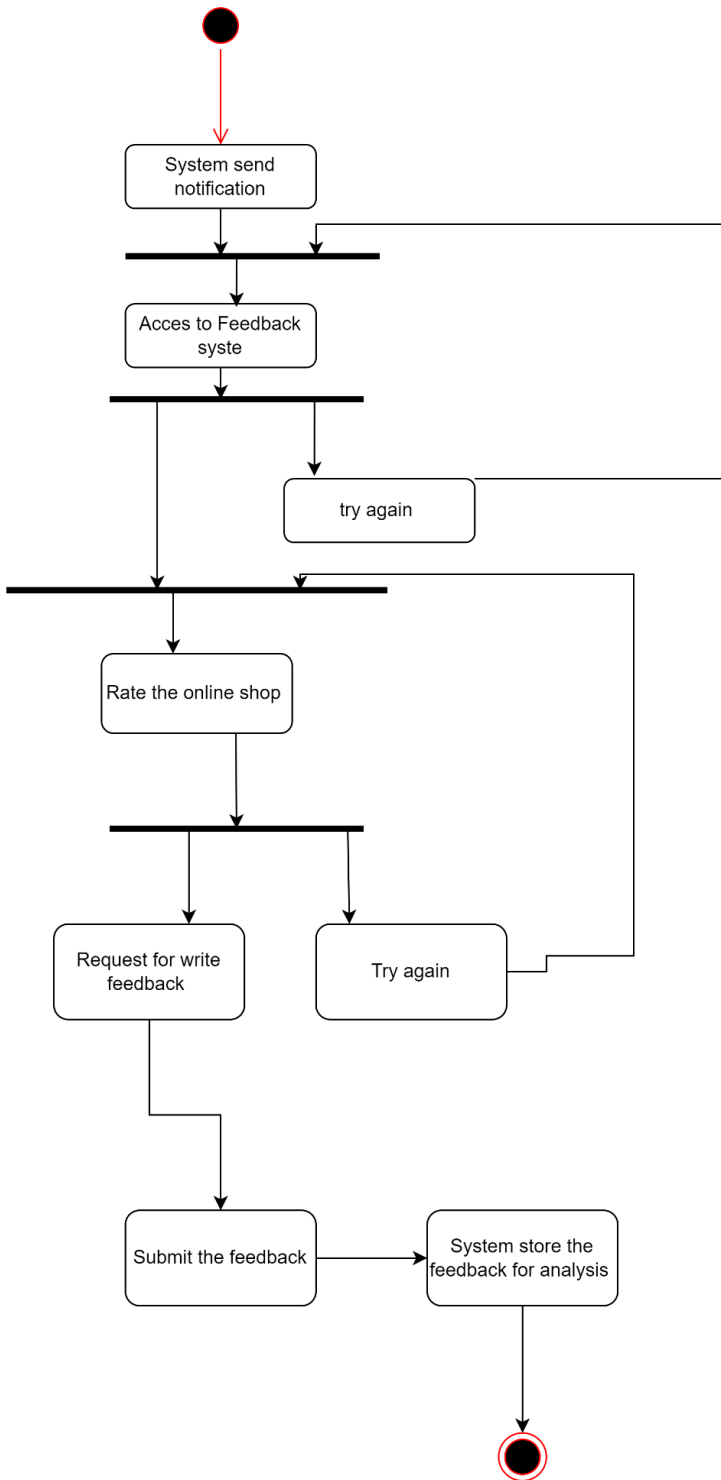 System send
notification
Acces to Feedback
syste
try again
Rate the online shop
Request for write
feedback
Try again
Submit the feedback
System store the
feedback for analysis